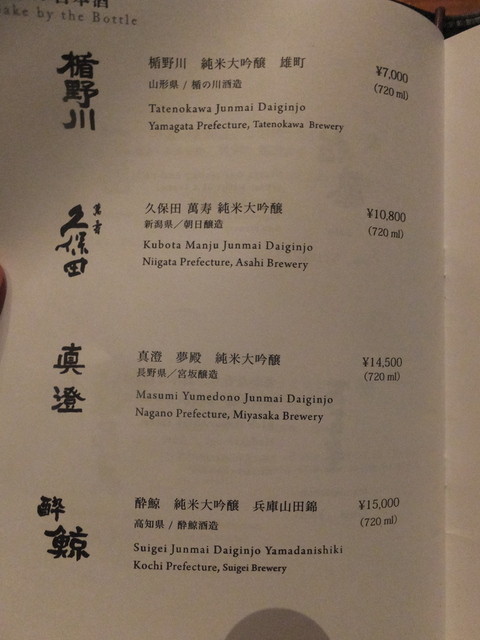 日本酒
Sake by the Bottle
楯野川
楯野川　純米大吟醸　雄町
山形県 / 楯の川酒造
Tatenokawa Junmai Daiginjo
Yamagata Prefecture, Tatenokawa Brewery
¥7,000
(720 ml)
萬寿
久保田
久保田 萬寿 純米大吟醸
新潟県／朝日醸造
Kubota Manju Junmai Daiginjo
Niigata Prefecture, Asahi Brewery
¥10,800
(720 ml)
真澄
真澄　夢殿　純米大吟醸
長野県／宮坂醸造
Masumi Yumedono Junmai Daiginjo
Nagano Prefecture, Miyasaka Brewery
¥14,500
(720 ml)
酔鯨
酔鯨　純米大吟醸　兵庫山田錦
高知県 / 酔鯨酒造
Suigei Junmai Daiginjo Yamadanishiki
Kochi Prefecture, Suigei Brewery
¥15,000
(720 ml)